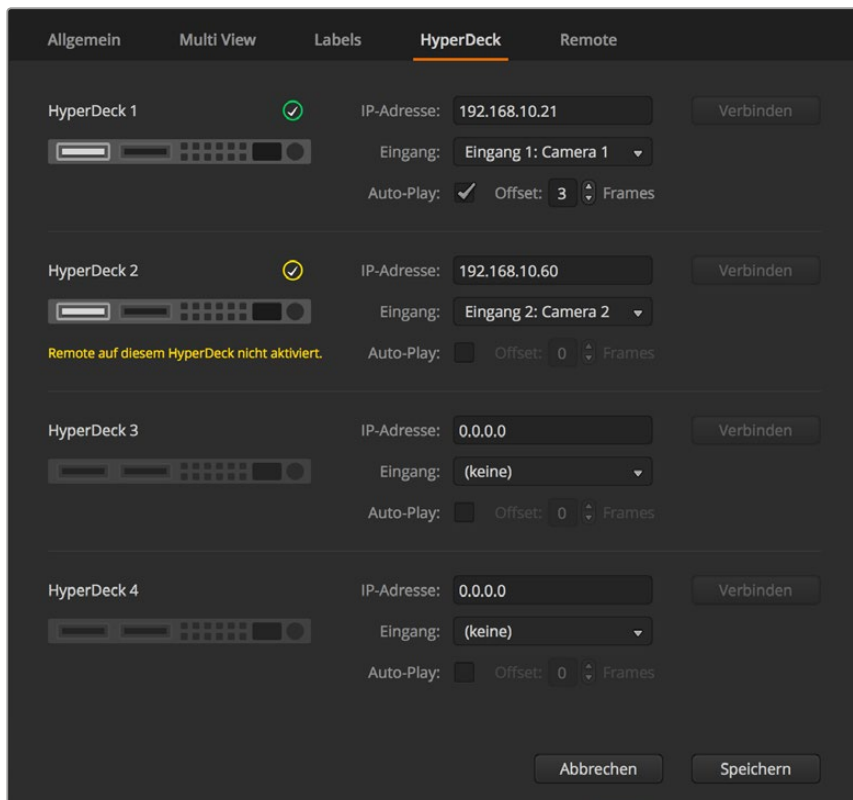 Allgemein Multi View Labels HyperDeck Remote
HyperDeck 1 IP-Adresse: 192.168.10.21 Verbinden
Eingang: Eingang 1: Camera 1
Auto-Play: Offset: 3 Frames
HyperDeck 2 IP-Adresse: 192.168.10.60 Verbinden
Eingang: Eingang 2: Camera 2
Remote auf diesem HyperDeck nicht aktiviert. Auto-Play: Offset: 0 Frames
HyperDeck 3 IP-Adresse: 0.0.0.0 Verbinden
Eingang: (keine)
Auto-Play: Offset: 0 Frames
HyperDeck 4 IP-Adresse: 0.0.0.0 Verbinden
Eingang: (keine)
Auto-Play: Offset: 0 Frames
Abbrechen Speichern